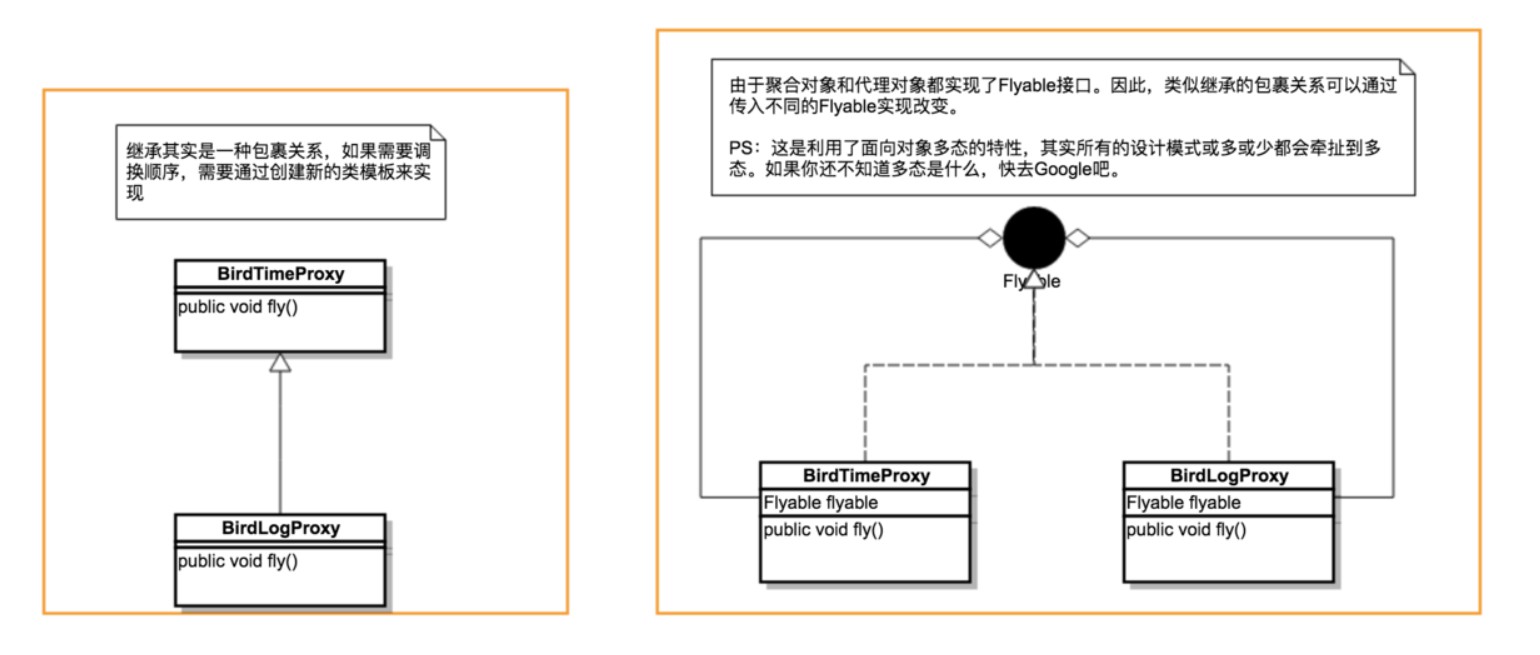 继承其实是一种包裹关系，如果需要调
换顺序，需要通过创建新的类模板来实
现
BirdTimeProxy
public void fly()
BirdLogProxy
public void fly()
由于聚合对象和代理对象都实现了Flyable接口。因此，类似继承的包裹关系可以通过
传入不同的Flyable实现改变。
PS：这是利用了面向对象多态的特性，其实所有的设计模式或多或少都会牵扯到多
态。如果你还不知道多态是什么，快去Google吧。
Flyable
BirdTimeProxy
Flyable flyable
public void fly()
BirdLogProxy
Flyable flyable
public void fly()